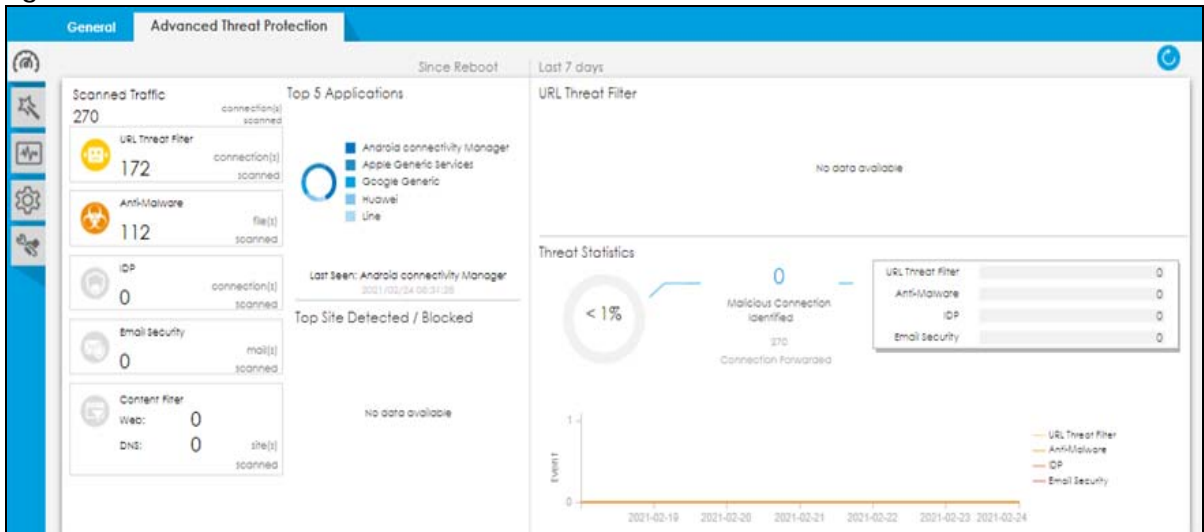 General
Advanced Threat Protection
Since Reboot
Last 7 days
Scanned Traffic
270
connection(s)
scanned
URL Threat Filter
172
connection(s)
scanned
Anti-Malware
112
file(s)
scanned
IDP
0
connection(s)
scanned
Email Security
0
mail(s)
scanned
Content Filter
Web: 0
DNS: 0
site(s)
scanned
Top 5 Applications
Android connectivity Manager
Apple Generic Services
Google Generic
Huawei
Line
Last Seen: Android connectivity Manager
Top Site Detected / Blocked
No data available
URL Threat Filter
No data available
Threat Statistics
< 1%
0
Malicious Connection
Identified
270
Connection Forwarded
URL Threat Filter 0
Anti-Malware 0
IDP 0
Email Security 0
1
EVENT
0
2021-02-19 2021-02-20 2021-02-21 2021-02-22 2021-02-23 2021-02-24
URL Threat Filter
Anti-Malware
IDP
Email Security